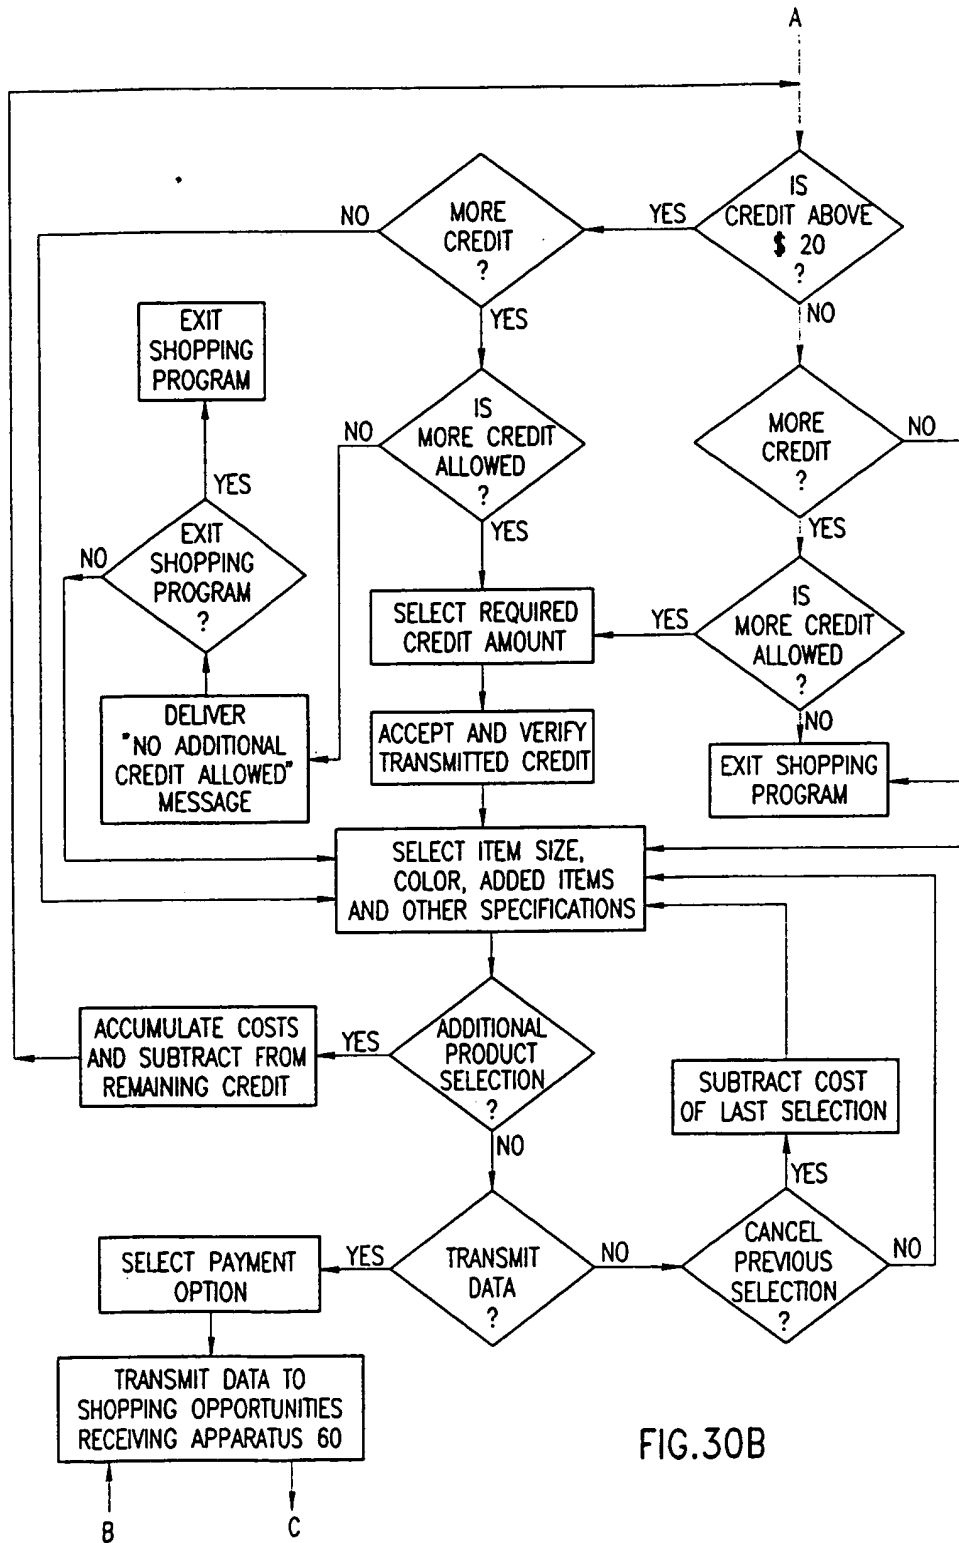 A
IS
CREDIT ABOVE
$ 20
?
YES
NO
MORE
CREDIT
?
NO
YES
EXIT
SHOPPING
PROGRAM
IS
MORE CREDIT
ALLOWED
?
NO
YES
MORE
CREDIT
?
NO
YES
YES
EXIT
SHOPPING
PROGRAM
?
NO
SELECT REQUIRED
CREDIT AMOUNT
YES
IS
MORE CREDIT
ALLOWED
?
NO
DELIVER
"NO ADDITIONAL
CREDIT ALLOWED"
MESSAGE
ACCEPT AND VERIFY
TRANSMITTED CREDIT
EXIT SHOPPING
PROGRAM
SELECT ITEM SIZE,
COLOR, ADDED ITEMS
AND OTHER SPECIFICATIONS
ACCUMULATE COSTS
AND SUBTRACT FROM
REMAINING CREDIT
YES
ADDITIONAL
PRODUCT
SELECTION
?
NO
SUBTRACT COST
OF LAST SELECTION
YES
SELECT PAYMENT
OPTION
YES
TRANSMIT
DATA
?
NO
CANCEL
PREVIOUS
SELECTION
?
NO
TRANSMIT DATA TO
SHOPPING OPPORTUNITIES
RECEIVING APPARATUS 60
B
C
FIG.30B